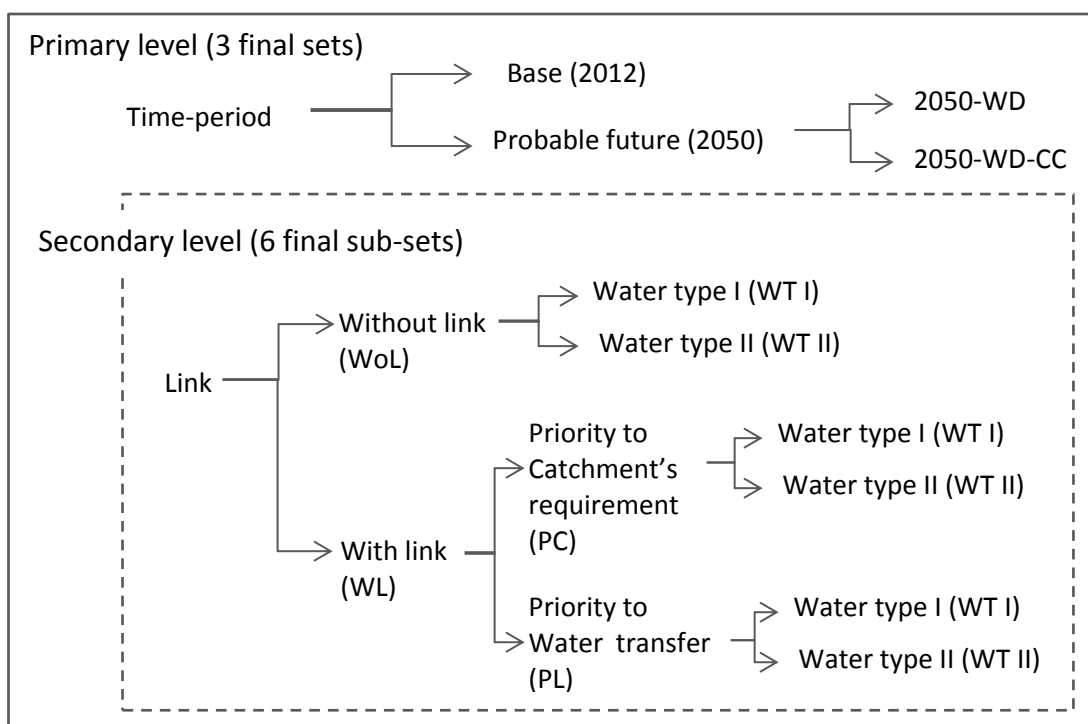 Primary level (3 final sets)
Base (2012)
2050-WD
Time-period
Probable future (2050)
2050-WD-CC
Secondary level (6 final sub-sets)
Water type I (WT I)
Without link
(WoL)
Water type II (WT II)
Link
Priority to
Catchment’s
requirement
(PC)
Water type I (WT I)
Water type II (WT II)
With link
(WL)
Priority to
Water transfer
(PL)
Water type I (WT I)
Water type II (WT II)